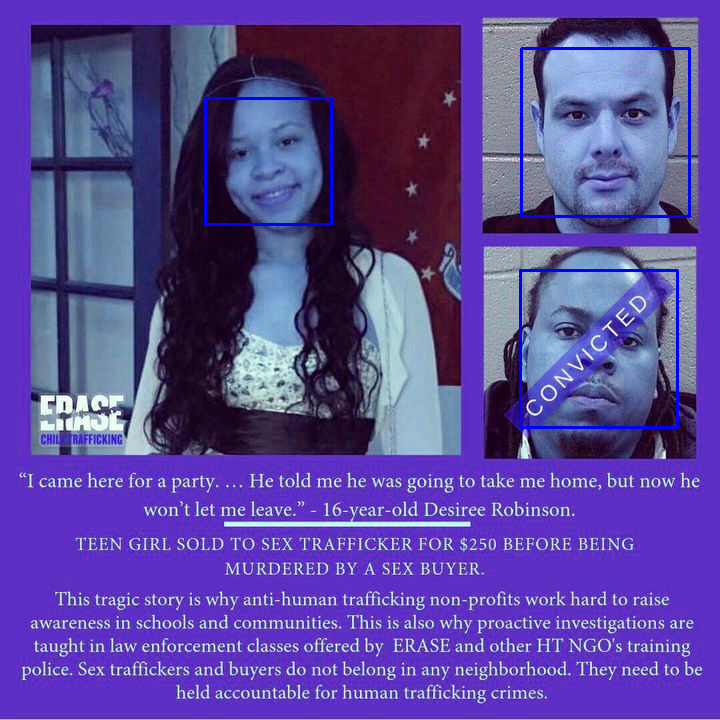 CONVICTED
ERASE
CHILD TRAFFICKING
“I came here for a party. … He told me he was going to take me home, but now he
won’t let me leave.” - 16-year-old Desiree Robinson.
TEEN GIRL SOLD TO SEX TRAFFICKER FOR $250 BEFORE BEING
MURDERED BY A SEX BUYER.
This tragic story is why anti-human trafficking non-profits work hard to raise
awareness in schools and communities. This is also why proactive investigations are
taught in law enforcement classes offered by  ERASE and other HT NGO's training
police. Sex traffickers and buyers do not belong in any neighborhood. They need to be
held accountable for human trafficking crimes.